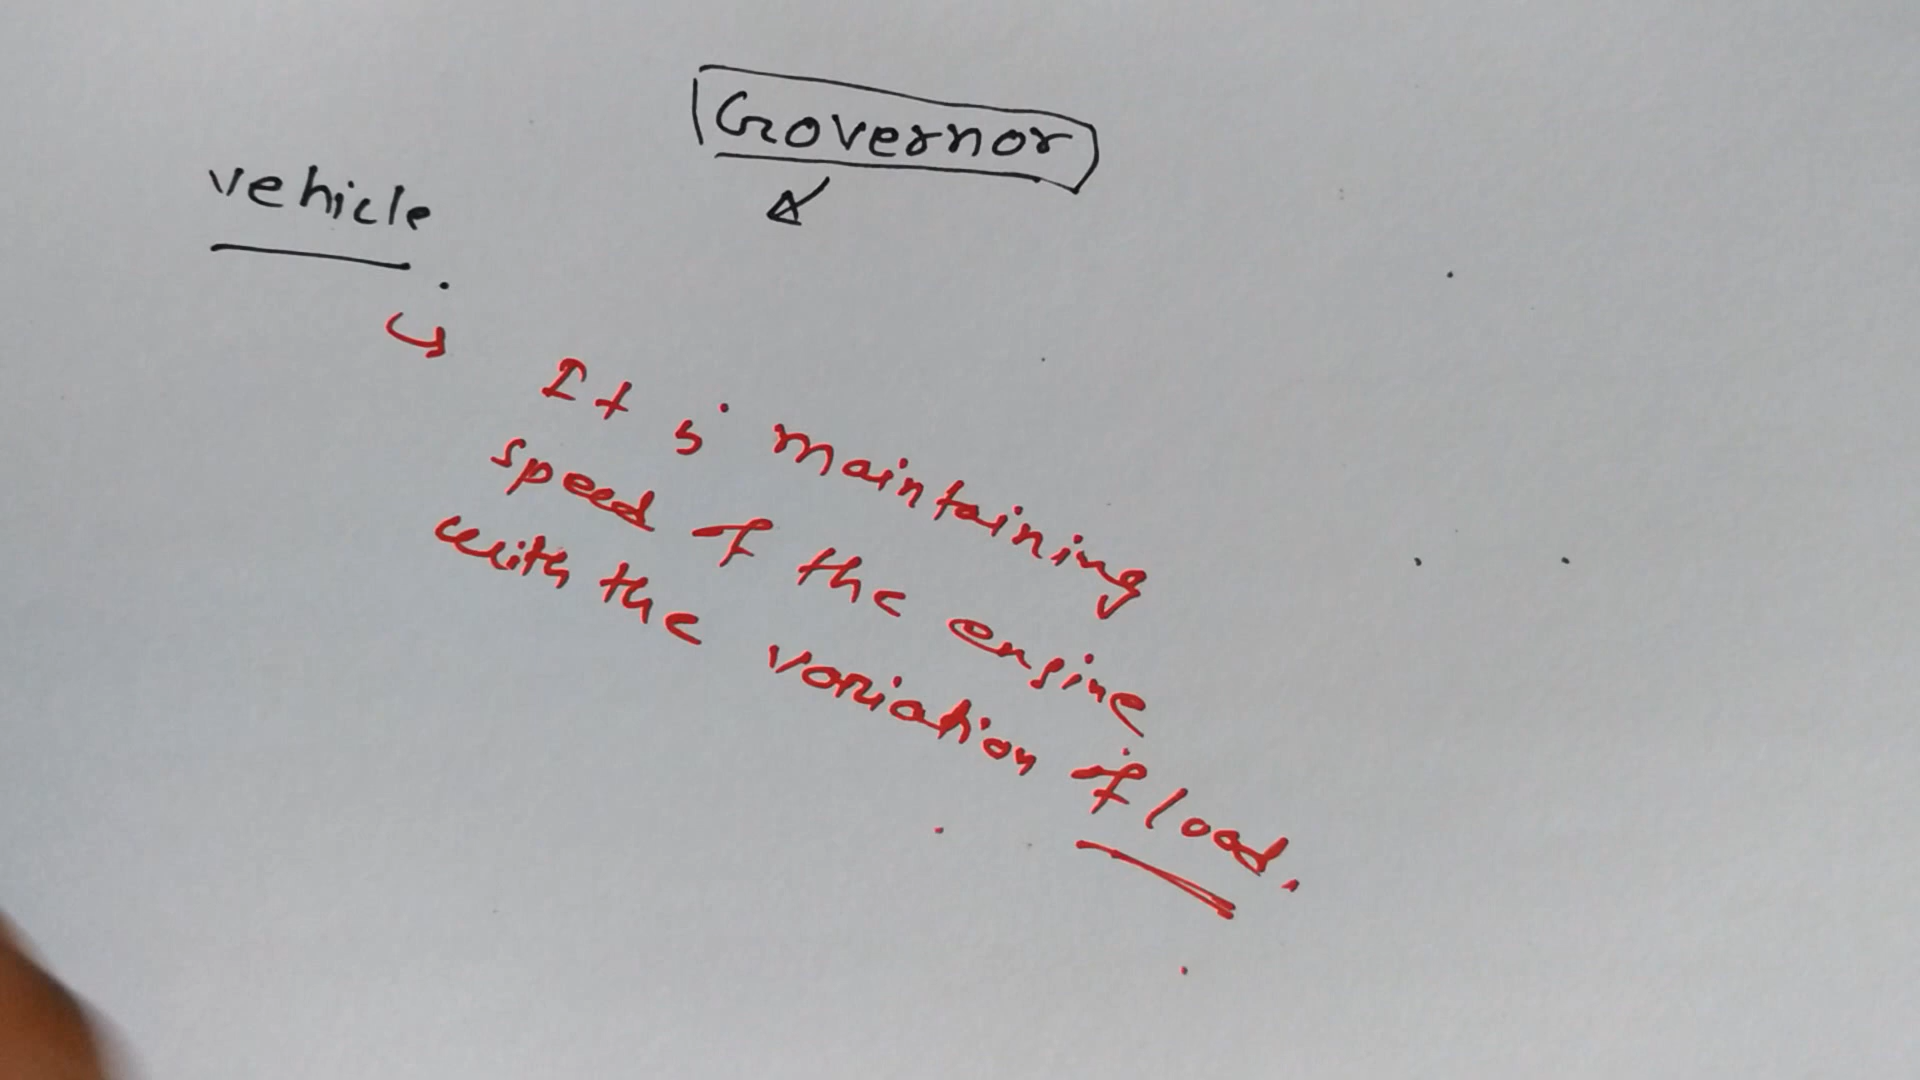 Governor
vehicle
It is maintaining
speed of the engine
with the variation of load.